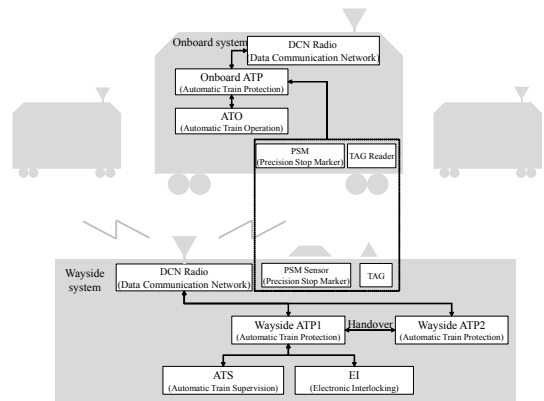 Onboard system
DCN Radio
(Data Communication Network)
Onboard ATP
(Automatic Train Protection)
ATO
(Automatic Train Operation)
PSM
(Precision Stop Marker)
TAG Reader
Wayside
system
DCN Radio
(Data Communication Network)
PSM Sensor
(Precision Stop Marker)
TAG
Wayside ATP1
(Automatic Train Protection)
Handover
Wayside ATP2
(Automatic Train Protection)
ATS
(Automatic Train Supervision)
EI
(Electronic Interlocking)